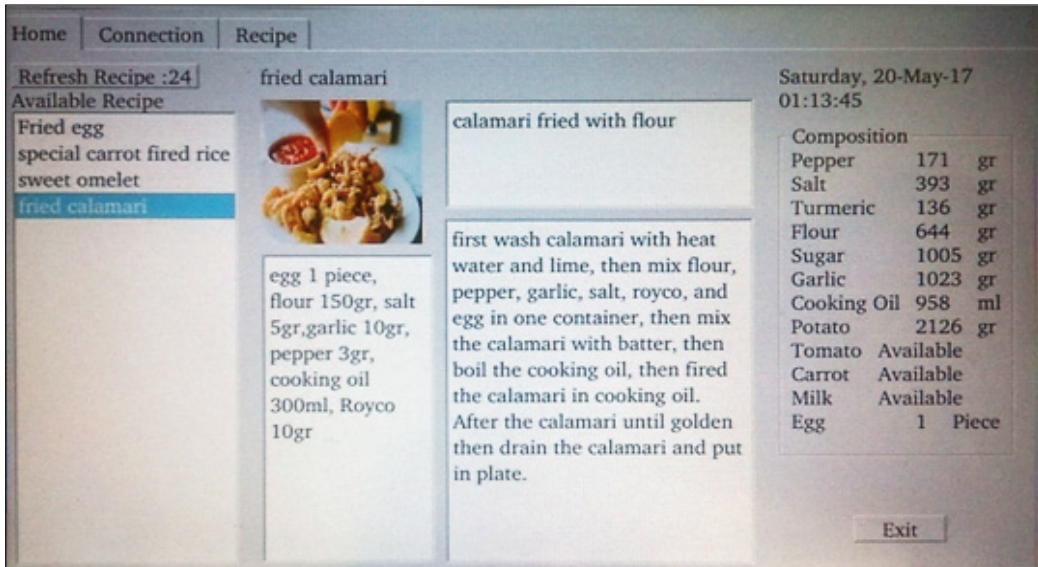 Home Connection Recipe
Refresh Recipe :24
Available Recipe
Fried egg
special carrot fired rice
sweet omelet
fried calamari
fried calamari
egg 1 piece,
flour 150gr, salt
5gr,garlic 10gr,
pepper 3gr,
cooking oil
300ml, Royco
10gr
calamari fried with flour
first wash calamari with heat
water and lime, then mix flour,
pepper, garlic, salt, royco, and
egg in one container, then mix
the calamari with batter, then
boil the cooking oil, then fired
the calamari in cooking oil.
After the calamari until golden
then drain the calamari and put
in plate.
Saturday, 20-May-17
01:13:45
Composition
Pepper 171 gr
Salt 393 gr
Turmeric 136 gr
Flour 644 gr
Sugar 1005 gr
Garlic 1023 gr
Cooking Oil 958 ml
Potato 2126 gr
Tomato Available
Carrot Available
Milk Available
Egg 1 Piece
Exit